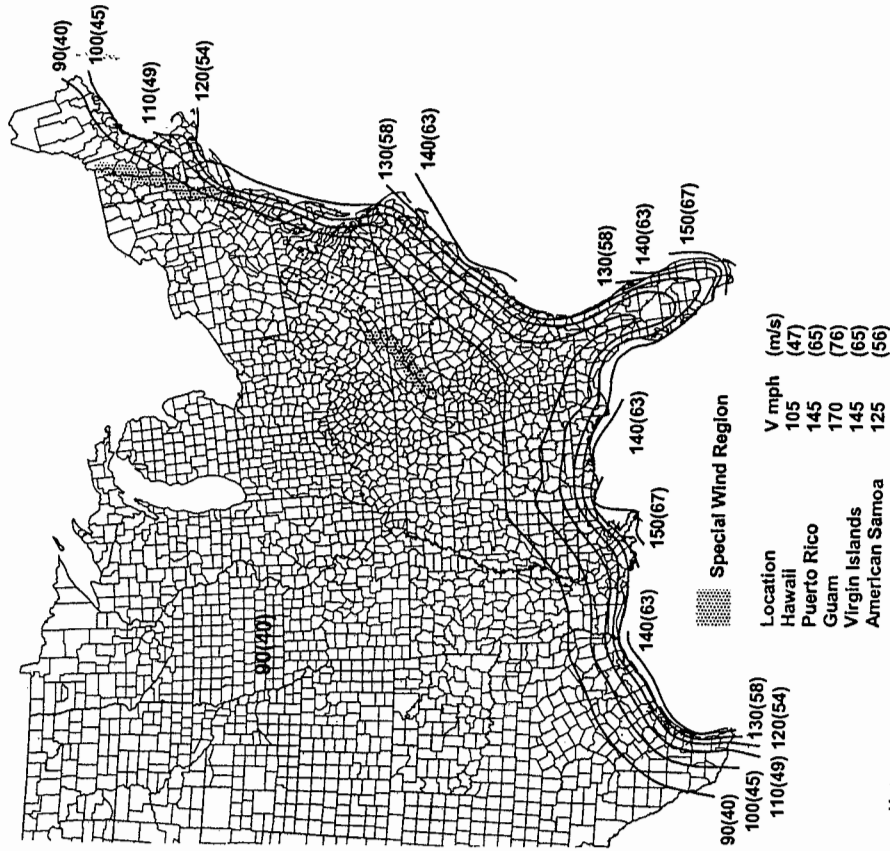 90(40)
100(45)
110(49)
120(54)
130(58)
140(63)
130(58)
140(63)
150(67)
140(63)
150(67)
140(63)
90(40)
90(40)
100(45)
110(49)
120(54)
130(58)
Special Wind Region
Location V mph (m/s)
Hawaii 105 (47)
Puerto Rico 145 (65)
Guam 170 (76)
Virgin Islands 145 (65)
American Samoa 125 (56)